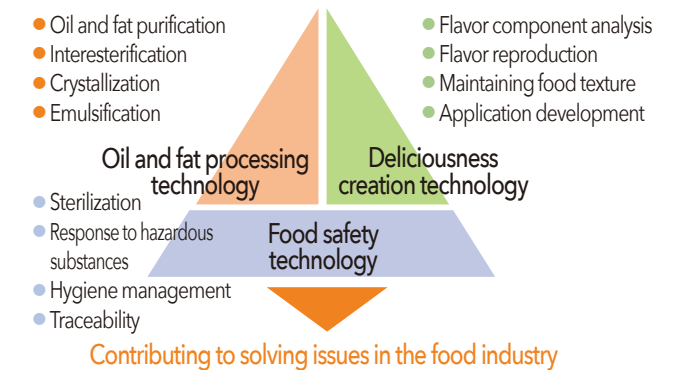 Oil and fat purification
Interesterification
Crystallization
Emulsification
Flavor component analysis
Flavor reproduction
Maintaining food texture
Application development
Oil and fat processing
technology
Deliciousness
creation technology
Sterilization
Response to hazardous
substances
Hygiene management
Traceability
Food safety
technology
Contributing to solving issues in the food industry